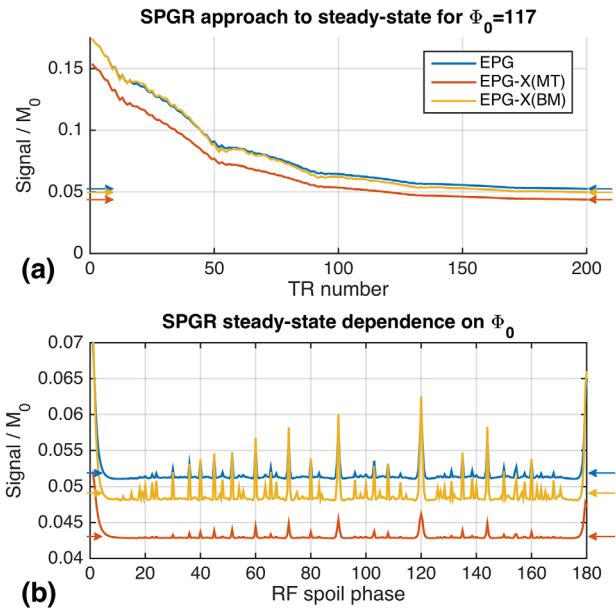 SPGR approach to steady-state for Φ0=117
Signal / M0
0.15
0.1
0.05
0
EPG
EPG-X(MT)
EPG-X(BM)
0 50 100 150 200
TR number
(a)
SPGR steady-state dependence on Φ0
Signal / M0
0.07
0.065
0.06
0.055
0.05
0.045
0.04
0 20 40 60 80 100 120 140 160 180
RF spoil phase
(b)